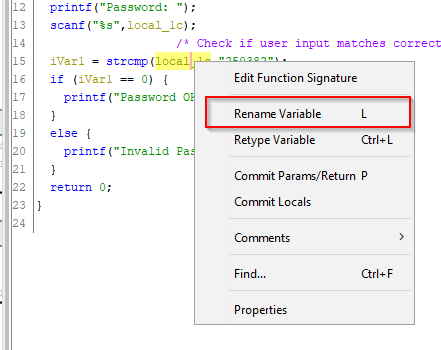 12 printf("Password: ");
13 scanf("%s",local_1c);
14 /* Check if user input matches correct
15 iVar1 = strcmp(local_1c,"250382");
16 if (iVar1 == 0) {
17 printf("Password OK
18 }
19 else {
20 printf("Invalid Pas
21 }
22 return 0;
23 }
24
Edit Function Signature
Rename Variable L
Retype Variable Ctrl+L
Commit Params/Return P
Commit Locals
Comments
Find... Ctrl+F
Properties